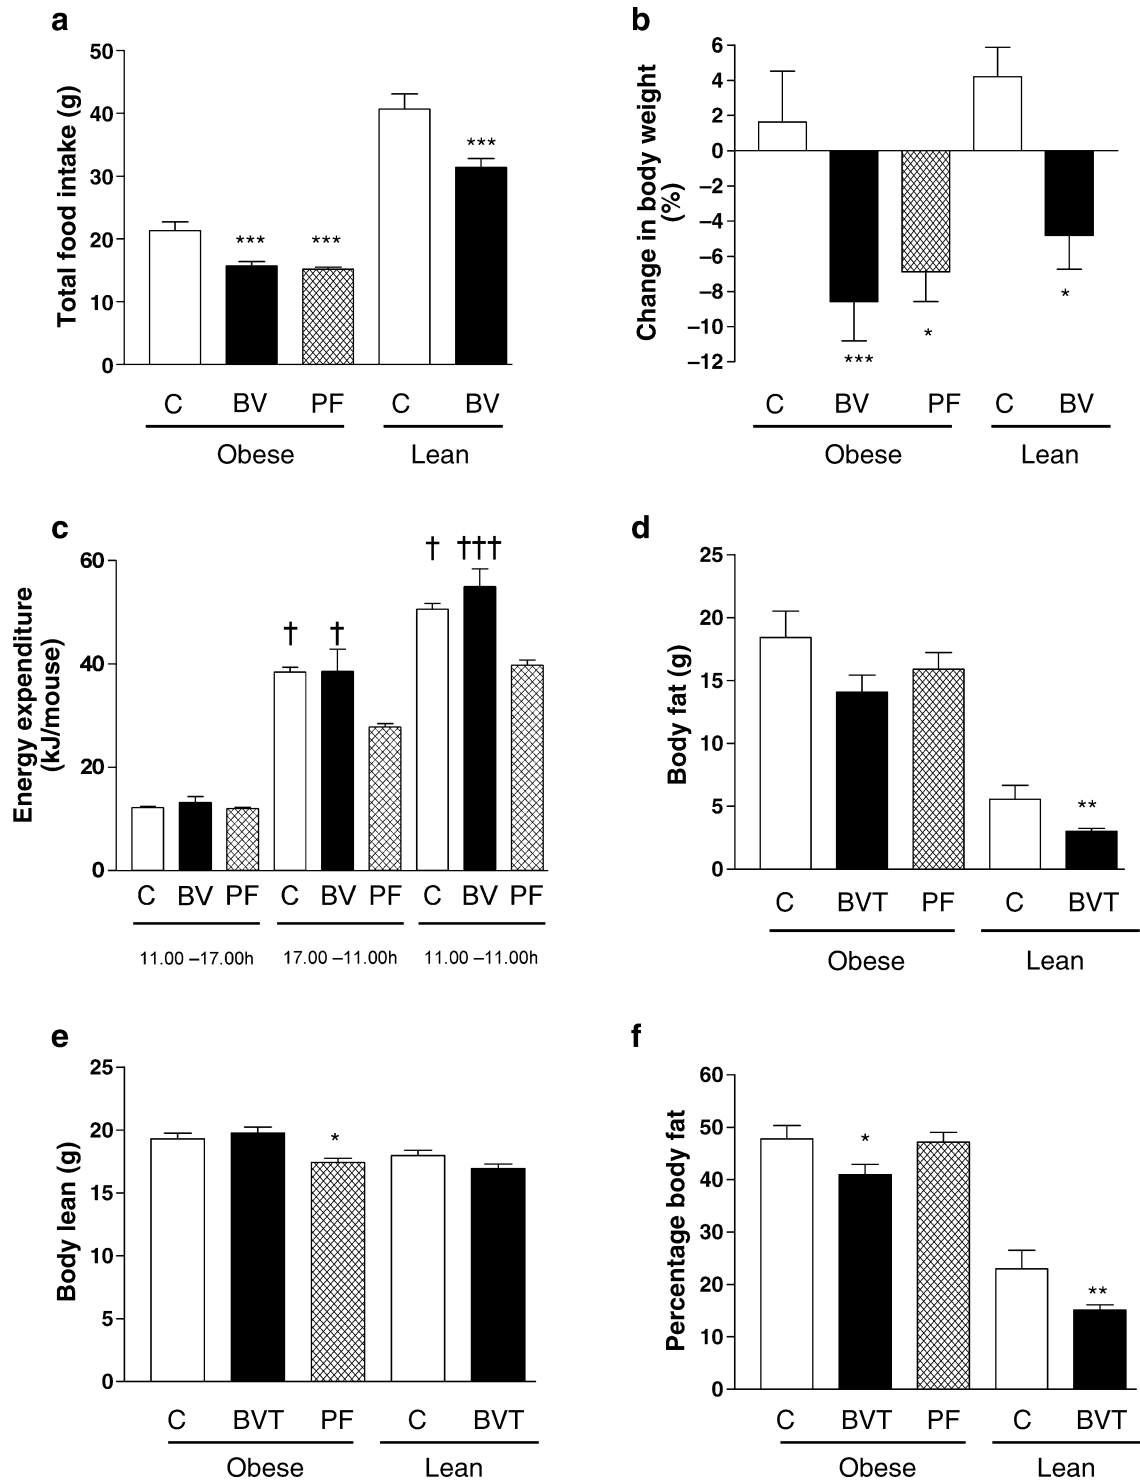 a
Total food intake (g)
50
40
30
20
10
0
***
***
***
C BV PF C BV
Obese Lean
b
Change in body weight
(%)
6
4
2
0
–2
–4
–6
–8
–10
–12
***
*
*
C BV PF C BV
Obese Lean
c
Energy expenditure
(kJ/mouse)
60
40
20
0
† †
† †††
C BV PF C BV PF C BV PF
11.00 –17.00h 17.00 –11.00h 11.00 –11.00h
d
Body fat (g)
25
20
15
10
5
0
**
C BVT PF C BVT
Obese Lean
e
Body lean (g)
25
20
15
10
5
0
*
C BVT PF C BVT
Obese Lean
f
Percentage body fat
60
50
40
30
20
10
0
*
**
C BVT PF C BVT
Obese Lean